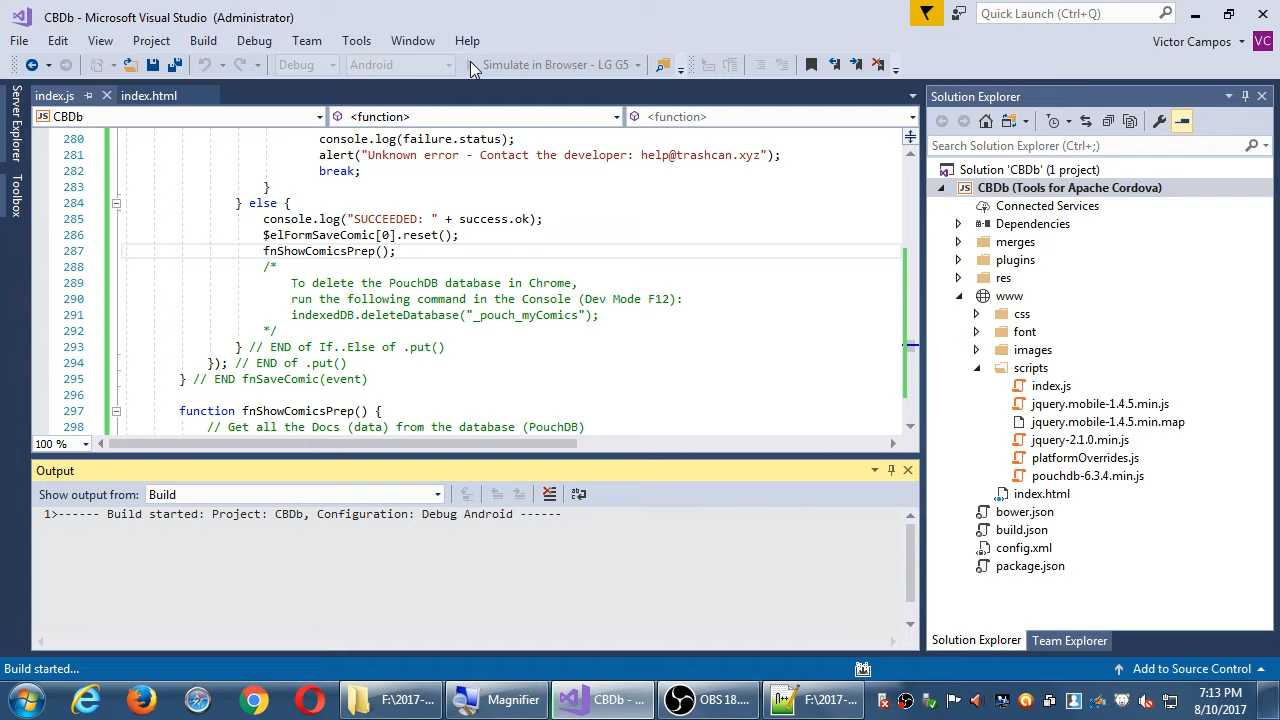 CBDb - Microsoft Visual Studio (Administrator)
Quick Launch (Ctrl+Q)
File Edit View Project Build Debug Team Tools Window Help
Victor Campos VC
Debug Android Simulate in Browser - LG G5
Server Explorer
Toolbox
index.js index.html
CBDb <function> <function>
280 console.log(failure.status);
281 alert("Unknown error - Contact the developer: help@trashcan.xyz");
282 break;
283 }
284 } else {
285 console.log("SUCCEEDED: " + success.ok);
286 $elFormSaveComic[0].reset();
287 fnShowComicsPrep();
288 /*
289 To delete the PouchDB database in Chrome,
290 run the following command in the Console (Dev Mode F12):
291 indexedDB.deleteDatabase("_pouch_myComics");
292 */
293 } // END of If..Else of .put()
294 }); // END of .put()
295 } // END fnSaveComic(event)
296
297 function fnShowComicsPrep() {
298 // Get all the Docs (data) from the database (PouchDB)
100 %
Output
Show output from: Build
1>------ Build started: Project: CBDb, Configuration: Debug Android ------
Solution Explorer
Search Solution Explorer (Ctrl+;)
Solution 'CBDb' (1 project)
JS CBDb (Tools for Apache Cordova)
Connected Services
Dependencies
merges
plugins
res
www
css
font
images
scripts
index.js
jquery.mobile-1.4.5.min.js
jquery.mobile-1.4.5.min.map
jquery-2.1.0.min.js
platformOverrides.js
pouchdb-6.3.4.min.js
index.html
bower.json
build.json
config.xml
package.json
Solution Explorer Team Explorer
Build started... Add to Source Control
F:\2017-... Magnifier CBDb - ... OBS 18.... F:\2017-...
7:13 PM
8/10/2017